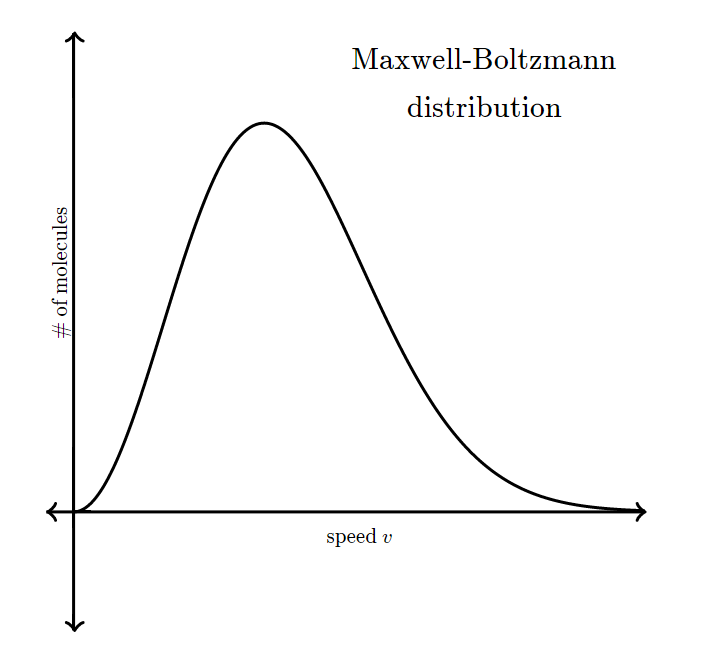 Maxwell-Boltzmann
distribution
# of molecules
speed v